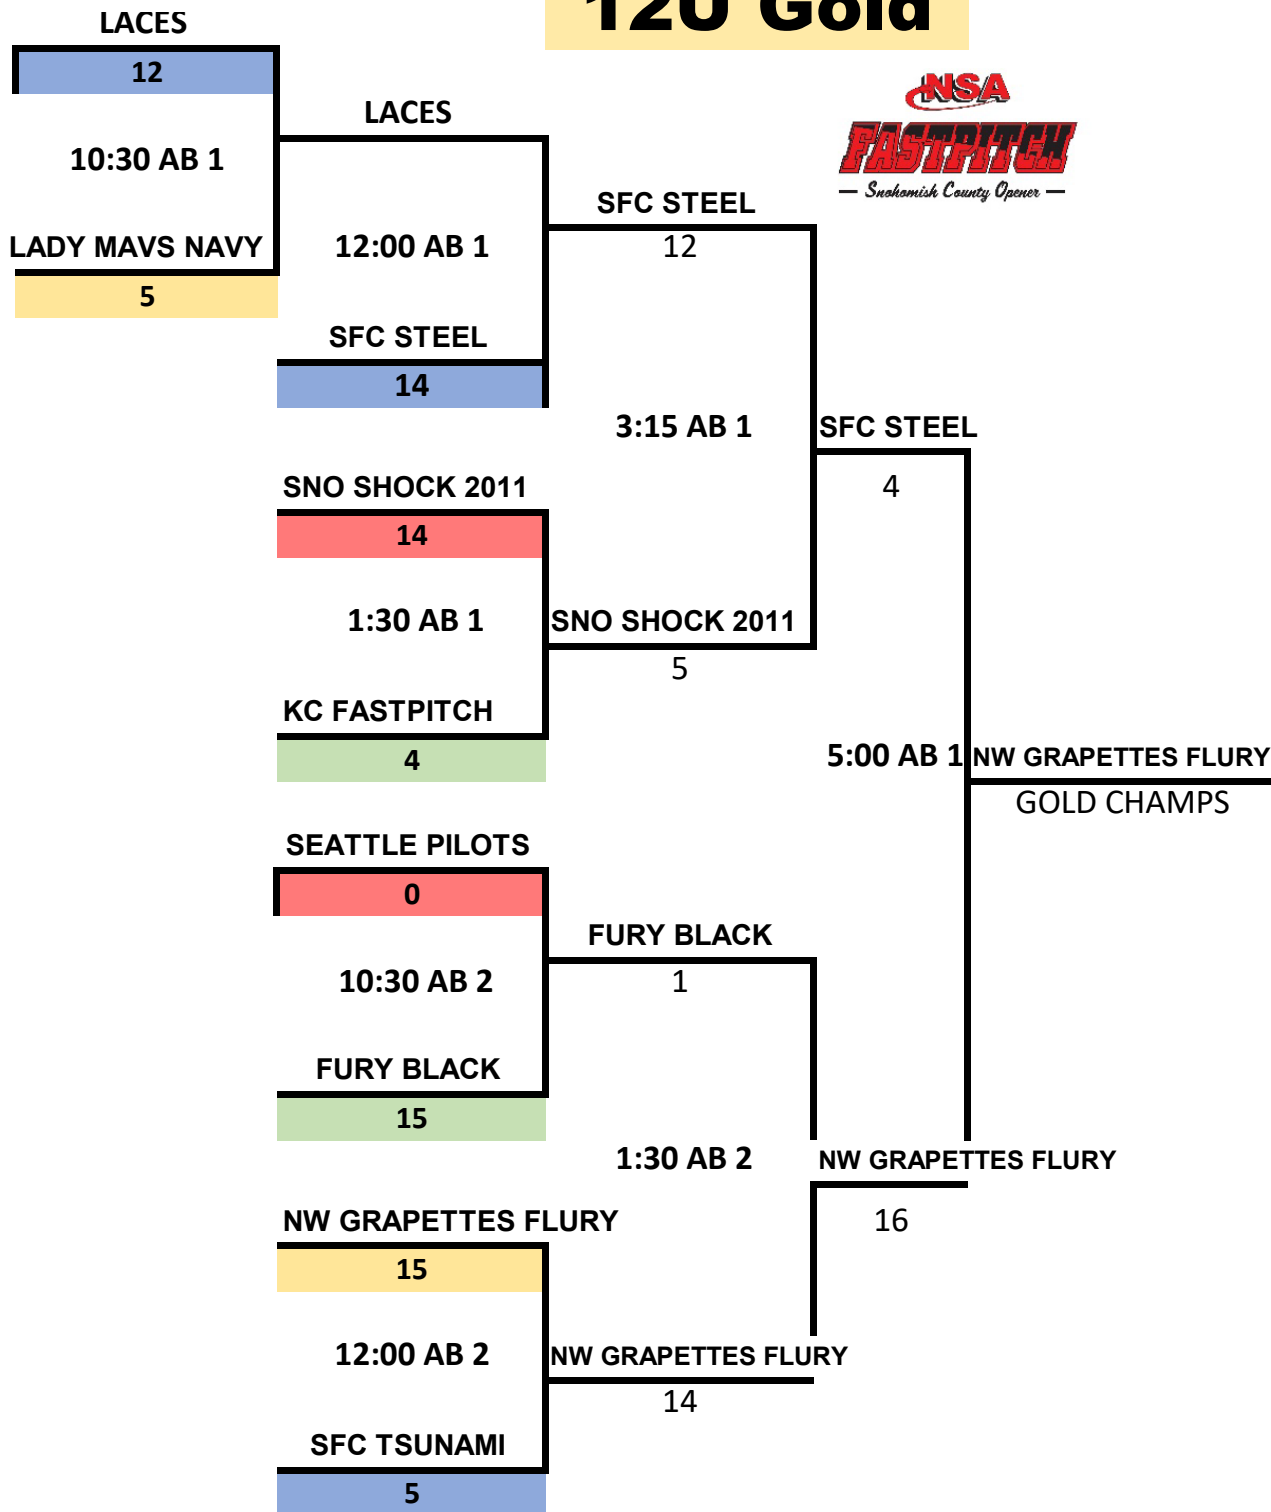 12U Gold
LACES
12
NSA
FASTPITCH
— Snohomish County Opener —
LACES
10:30 AB 1
SFC STEEL
12
LADY MAVS NAVY
5
12:00 AB 1
SFC STEEL
14
3:15 AB 1
SFC STEEL
4
SNO SHOCK 2011
14
1:30 AB 1
SNO SHOCK 2011
5
KC FASTPITCH
4
5:00 AB 1
NW GRAPETTES FLURY
GOLD CHAMPS
SEATTLE PILOTS
0
FURY BLACK
1
10:30 AB 2
FURY BLACK
15
1:30 AB 2
NW GRAPETTES FLURY
16
NW GRAPETTES FLURY
15
12:00 AB 2
NW GRAPETTES FLURY
14
SFC TSUNAMI
5